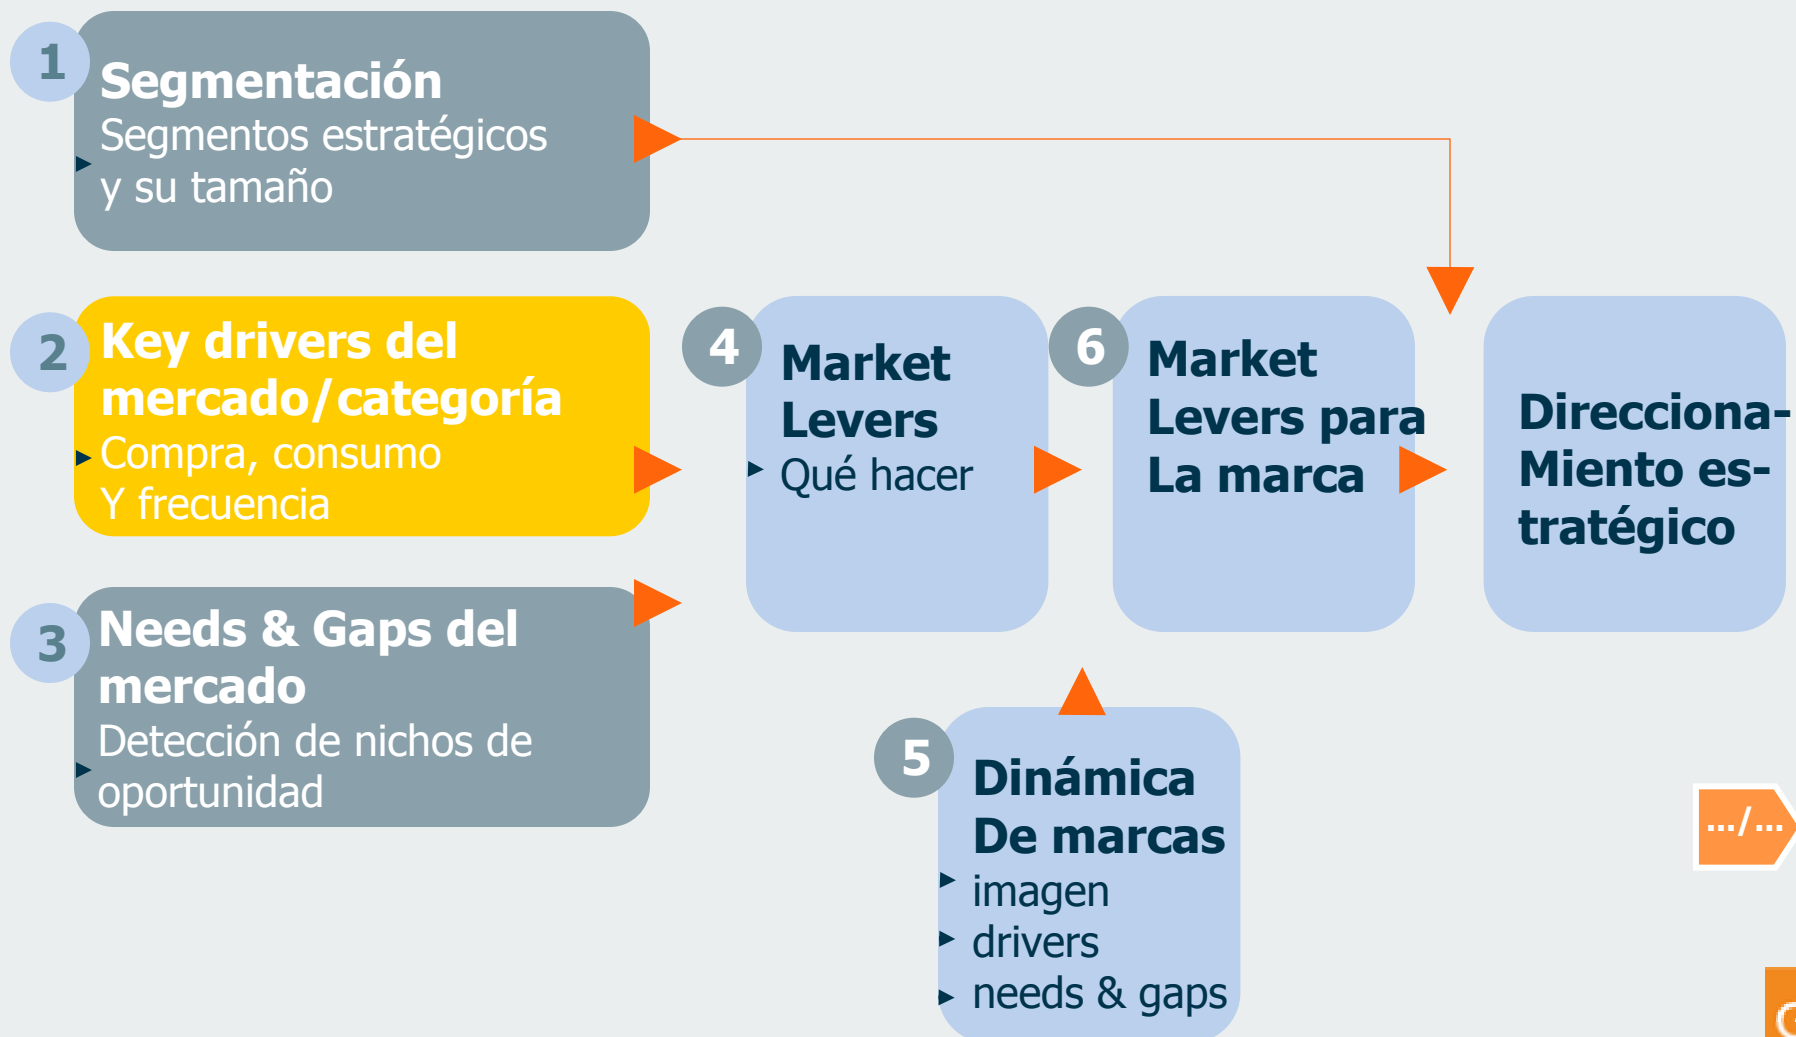 1
Segmentación
Segmentos estratégicos
y su tamaño
2
Key drivers del
mercado/categoría
Compra, consumo
Y frecuencia
3
Needs & Gaps del
mercado
Detección de nichos de
oportunidad
4
Market
Levers
Qué hacer
5
Dinámica
De marcas
imagen
drivers
needs & gaps
6
Market
Levers para
La marca
Direcciona-
Miento es-
tratégico
.../...